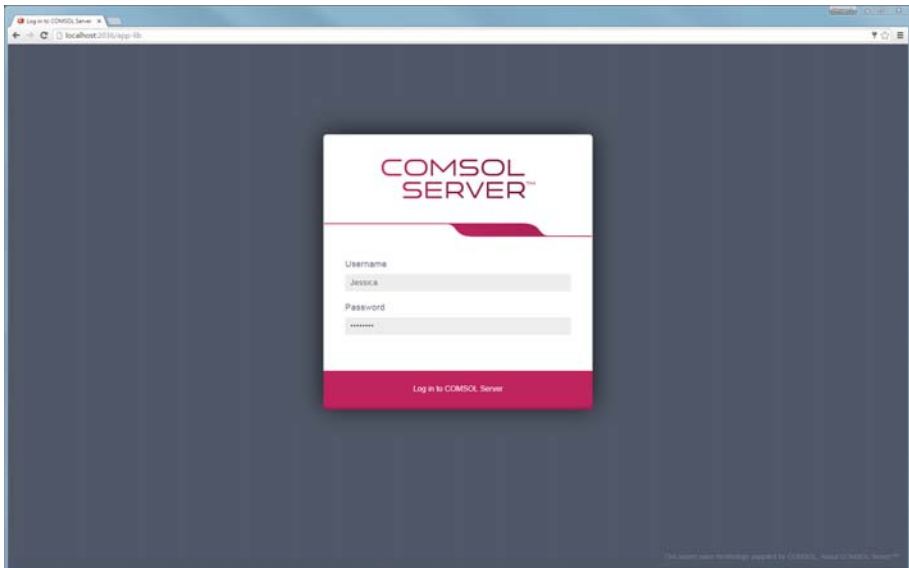 Log in to COMSOL Server
localhost:2036/app-lib
COMSOL
SERVER™
Username
Jessica
Password
••••••••
Log in to COMSOL Server